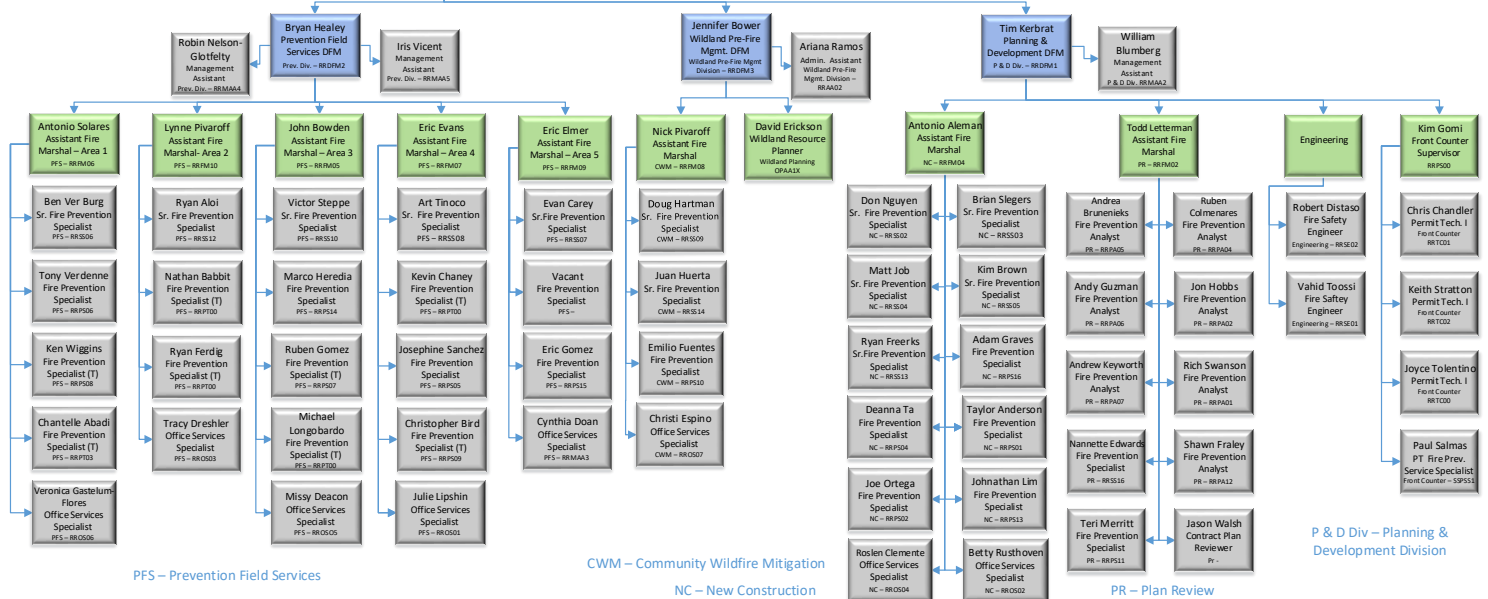 Bryan Healey
Prevention Field
Services DFM
Prev. Div. – RRDFM2
Robin Nelson-
Glotfelty
Management
Assistant
Prev. Div. – RRMAA4
Iris Vicent
Management
Assistant
Prev. Div. – RRMAA5
Jennifer Bower
Wildland Pre-Fire
Mgmt. DFM
Wildland Pre-Fire Mgmt
Division – RRDFM3
Ariana Ramos
Admin. Assistant
Wildland Pre-Fire
Mgmt. Division –
RRAA02
Tim Kerbrat
Planning &
Development DFM
P & D Div. – RRDFM1
William
Blumberg
Management
Assistant
P & D Div. RRMAA2
Antonio Solares
Assistant Fire
Marshal – Area 1
PFS – RRFM06
Lynne Pivaroff
Assistant Fire
Marshal- Area 2
PFS – RRFM10
John Bowden
Assistant Fire
Marshal – Area 3
PFS – RRFM05
Eric Evans
Assistant Fire
Marshal – Area 4
PFS – RRFM07
Eric Elmer
Assistant Fire
Marshal – Area 5
PFS – RRFM09
Nick Pivaroff
Assistant Fire
Marshal
CWM – RRFM08
David Erickson
Wildland Resource
Planner
Wildland Planning
OPAA1X
Antonio Aleman
Assistant Fire
Marshal
NC – RRFM04
Todd Letterman
Assistant Fire
Marshal
PR – RRFM02
Engineering
Kim Gomi
Front Counter
Supervisor
RRPS00
Ben Ver Burg
Sr. Fire Prevention
Specialist
PFS – RRSS06
Tony Verdenne
Fire Prevention
Specialist
PFS – RRPS06
Ken Wiggins
Fire Prevention
Specialist (T)
PFS – RRPS08
Chantelle Abadi
Fire Prevention
Specialist (T)
PFS – RRPT03
Veronica Gastelum-
Flores
Office Services
Specialist
PFS – RROS06
Ryan Aloi
Sr. Fire Prevention
Specialist
PFS – RRSS12
Nathan Babbit
Fire Prevention
Specialist (T)
PFS – RRPT00
Ryan Ferdig
Fire Prevention
Specialist (T)
PFS – RRPT00
Tracy Dreshler
Office Services
Specialist
PFS – ROS03
Victor Steppe
Sr. Fire Prevention
Specialist
PFS – RRSS10
Marco Heredia
Fire Prevention
Specialist
PFS – RRPS14
Ruben Gomez
Fire Prevention
Specialist (T)
PFS – RRPS07
Michael
Longobardo
Fire Prevention
Specialist (T)
PFS – RRPT00
Missy Deacon
Office Services
Specialist
PFS – RROSO5
Art Tinoco
Sr. Fire Prevention
Specialist
PFS – RRSS08
Kevin Chaney
Fire Prevention
Specialist (T)
PFS – RRPT00
Josephine Sanchez
Fire Prevention
Specialist
PFS – RRPS05
Christopher Bird
Fire Prevention
Specialist (T)
PFS – RRPS09
Julie Lipshin
Office Services
Specialist
PFS – RROS01
Evan Carey
Sr.Fire Prevention
Specialist
PFS – RRSS07
Vacant
Fire Prevention
Specialist
PFS –
Eric Gomez
Fire Prevention
Specialist
PFS – RRPS15
Cynthia Doan
Office Services
Specialist
PFS – RRMAA3
Doug Hartman
Sr. Fire Prevention
Specialist
CWM – RRSS09
Juan Huerta
Sr. Fire Prevention
Specialist
CWM – RRSS14
Emilio Fuentes
Fire Prevention
Specialist
CWM – RRPS10
Christi Espino
Office Services
Specialist
CWM – RROS07
Don Nguyen
Sr. Fire Prevention
Specialist
NC – RRSS02
Brian Slegers
Sr. Fire Prevention
Specialist
NC – RRSS03
Matt Job
Sr. Fire Prevention
Specialist
NC – RRSS04
Kim Brown
Sr. Fire Prevention
Specialist
NC – RRSS05
Ryan Freerks
Sr.Fire Prevention
Specialist
NC – RRSS13
Adam Graves
Fire Prevention
Specialist
NC – RRPS16
Deanna Ta
Fire Prevention
Specialist
NC – RRPS04
Taylor Anderson
Fire Prevention
Specialist
NC – RRPS01
Joe Ortega
Fire Prevention
Specialist
NC – RRPS02
Johnathan Lim
Fire Prevention
Specialist
NC – RRPS13
Roslen Clemente
Office Services
Specialist
NC – RROS04
Betty Rusthoven
Office Services
Specialist
NC – RROS02
Andrea
Brunenieks
Fire Prevention
Analyst
PR – RRPA05
Ruben
Colmenares
Fire Prevention
Analyst
PR – RRPA04
Andy Guzman
Fire Prevention
Analyst
PR – RRPA06
Jon Hobbs
Fire Prevention
Analyst
PR – RRPA02
Andrew Keyworth
Fire Prevention
Analyst
PR – RRPA07
Rich Swanson
Fire Prevention
Analyst
PR – RRPA01
Nannette Edwards
Fire Prevention
Specialist
PR – RRSS16
Shawn Fraley
Fire Prevention
Analyst
PR – RRPA12
Teri Merritt
Fire Prevention
Specialist
PR – RRPS11
Jason Walsh
Contract Plan
Reviewer
Pr -
Robert Distaso
Fire Safety
Engineer
Engineering – RRSE02
Vahid Toossi
Fire Saftey
Engineer
Engineering – RRSE01
Chris Chandler
Permit Tech. I
Front Counter
RRTC01
Keith Stratton
Permit Tech. I
Front Counter
RRTC02
Joyce Tolentino
Permit Tech. I
Front Counter
RRTC00
Paul Salmas
PT Fire Prev.
Service Specialist
Front Counter – SSPSS1
PFS – Prevention Field Services
CWM – Community Wildfire Mitigation
NC – New Construction
PR – Plan Review
P & D Div – Planning &
Development Division